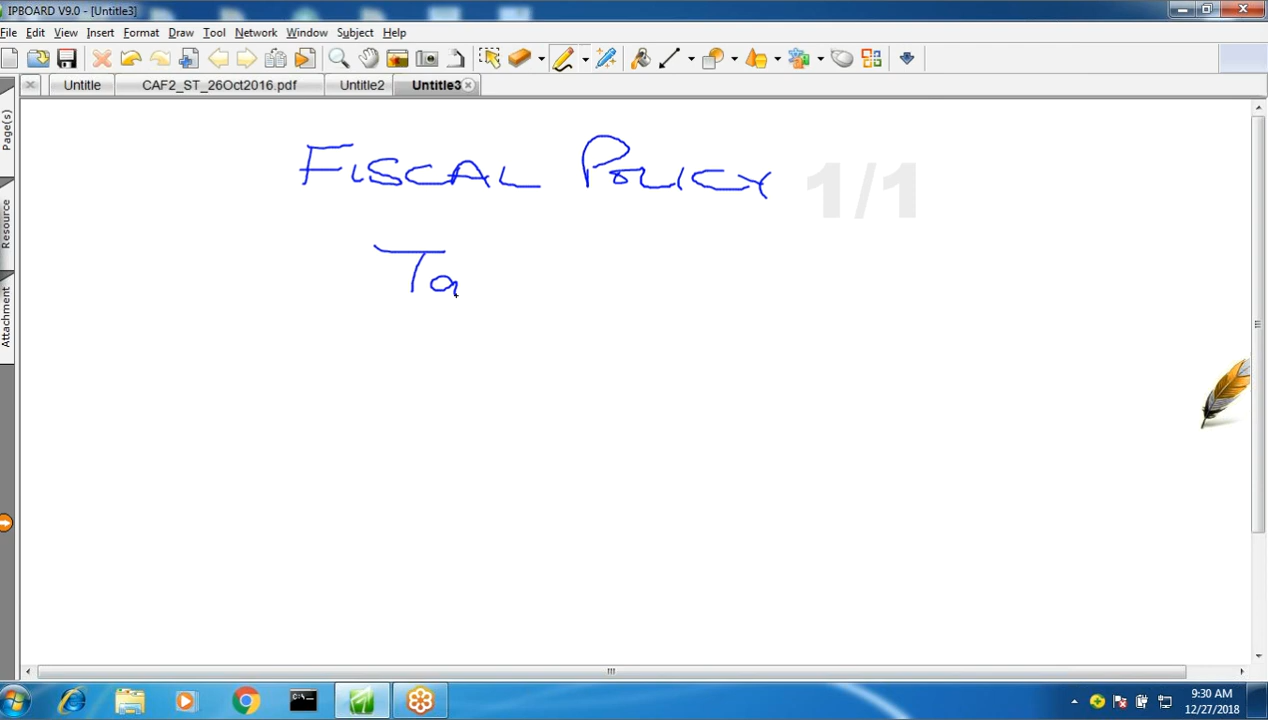 IPBOARD V9.0 - [Untitle3]
File Edit View Insert Format Draw Tool Network Window Subject Help
Untitle CAF2_ST_26Oct2016.pdf Untitle2 Untitle3
Page(s)
Resource
Attachment
FISCAL POLICY
1/1
Ta
9:30 AM
12/27/2018